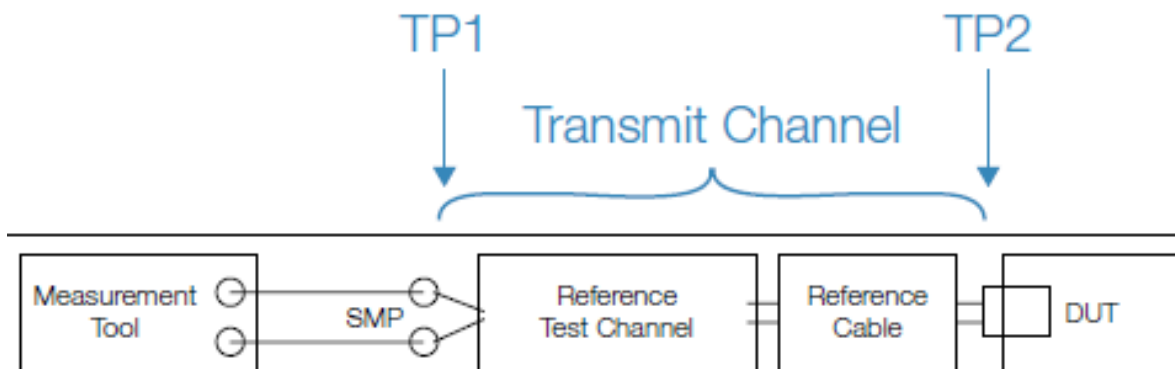 TP1
TP2
Transmit Channel
Measurement
Tool
SMP
Reference
Test Channel
Reference
Cable
DUT